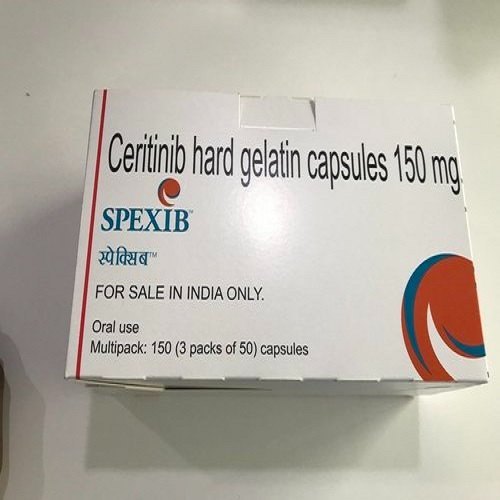 Ceritinib hard gelatin capsules 150 mg
SPEXIB™
स्पेक्सिब™
FOR SALE IN INDIA ONLY.
Oral use
Multipack: 150 (3 packs of 50) capsules